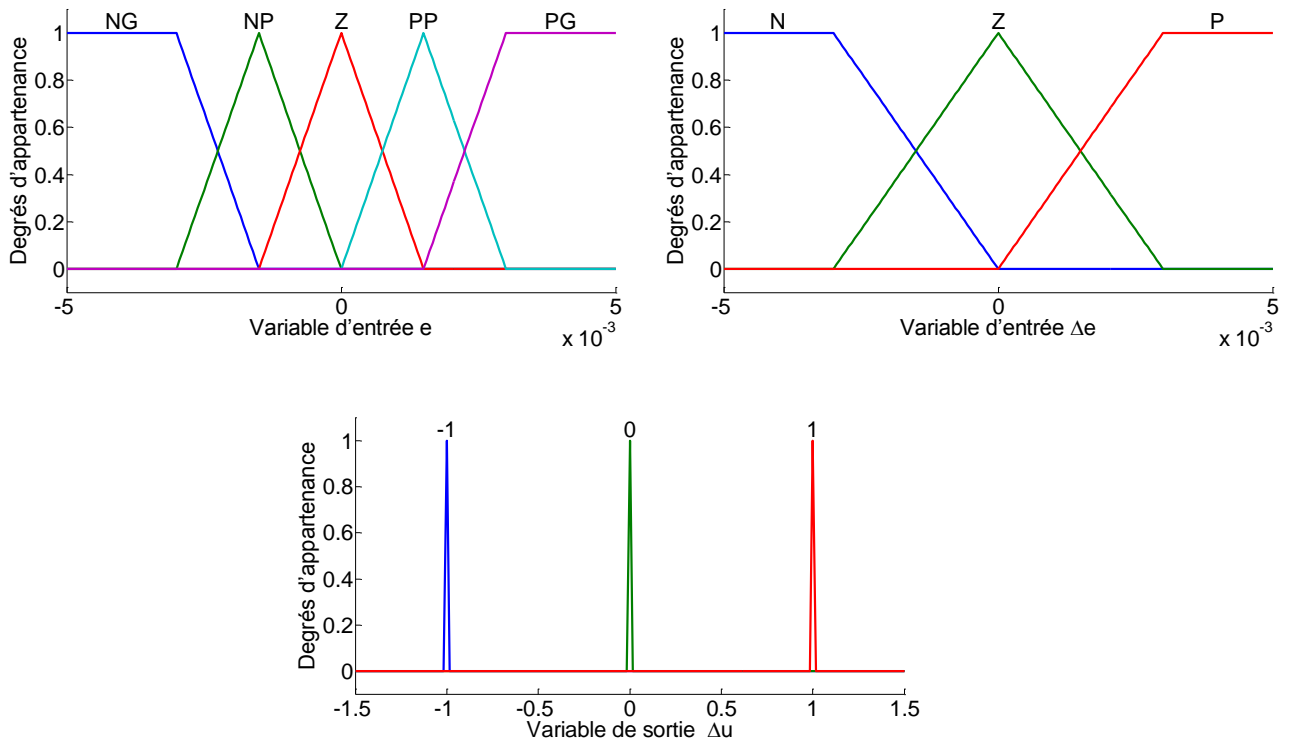 NG NP Z PP PG
1
0.8
0.6
0.4
0.2
0
Degrés d'appartenance
-5 0 5
Variable d'entrée e
x 10-3
N Z P
1
0.8
0.6
0.4
0.2
0
Degrés d'appartenance
-5 0 5
Variable d'entrée Δe
x 10-3
-1 0 1
1
0.8
0.6
0.4
0.2
0
Degrés d'appartenance
-1.5 -1 -0.5 0 0.5 1 1.5
Variable de sortie Δu